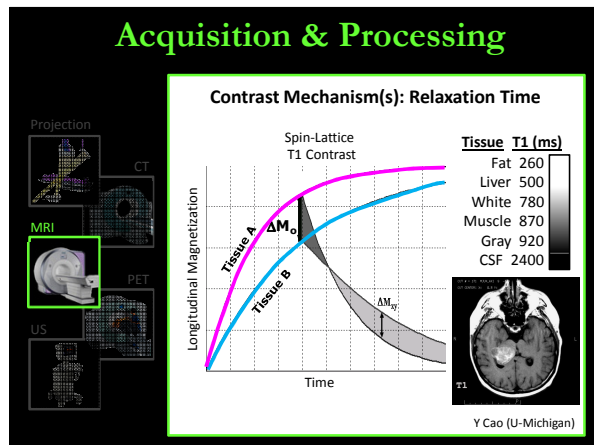 Acquisition & Processing
Projection
CT
MRI
PET
US
Contrast Mechanism(s): Relaxation Time
Spin-Lattice
T1 Contrast
Longitudinal Magnetization
Time
Tissue A
Tissue B
ΔMₒ
ΔMₓᵧ
Tissue T1 (ms)
Fat 260
Liver 500
White 780
Muscle 870
Gray 920
CSF 2400
T1
Y Cao (U-Michigan)